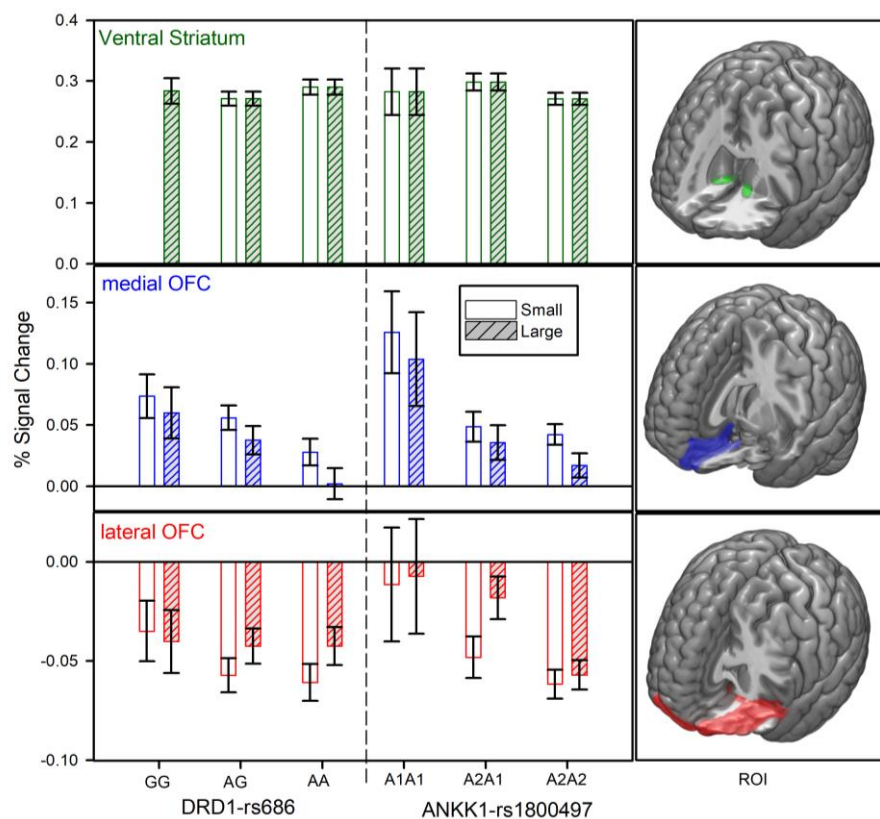 Ventral Striatum
0.4
0.3
0.2
0.1
0.0
medial OFC
0.15
0.10
0.05
0.00
Small
Large
% Signal Change
lateral OFC
0.00
-0.05
-0.10
GG AG AA A1A1 A2A1 A2A2 ROI
DRD1-rs686 ANKK1-rs1800497